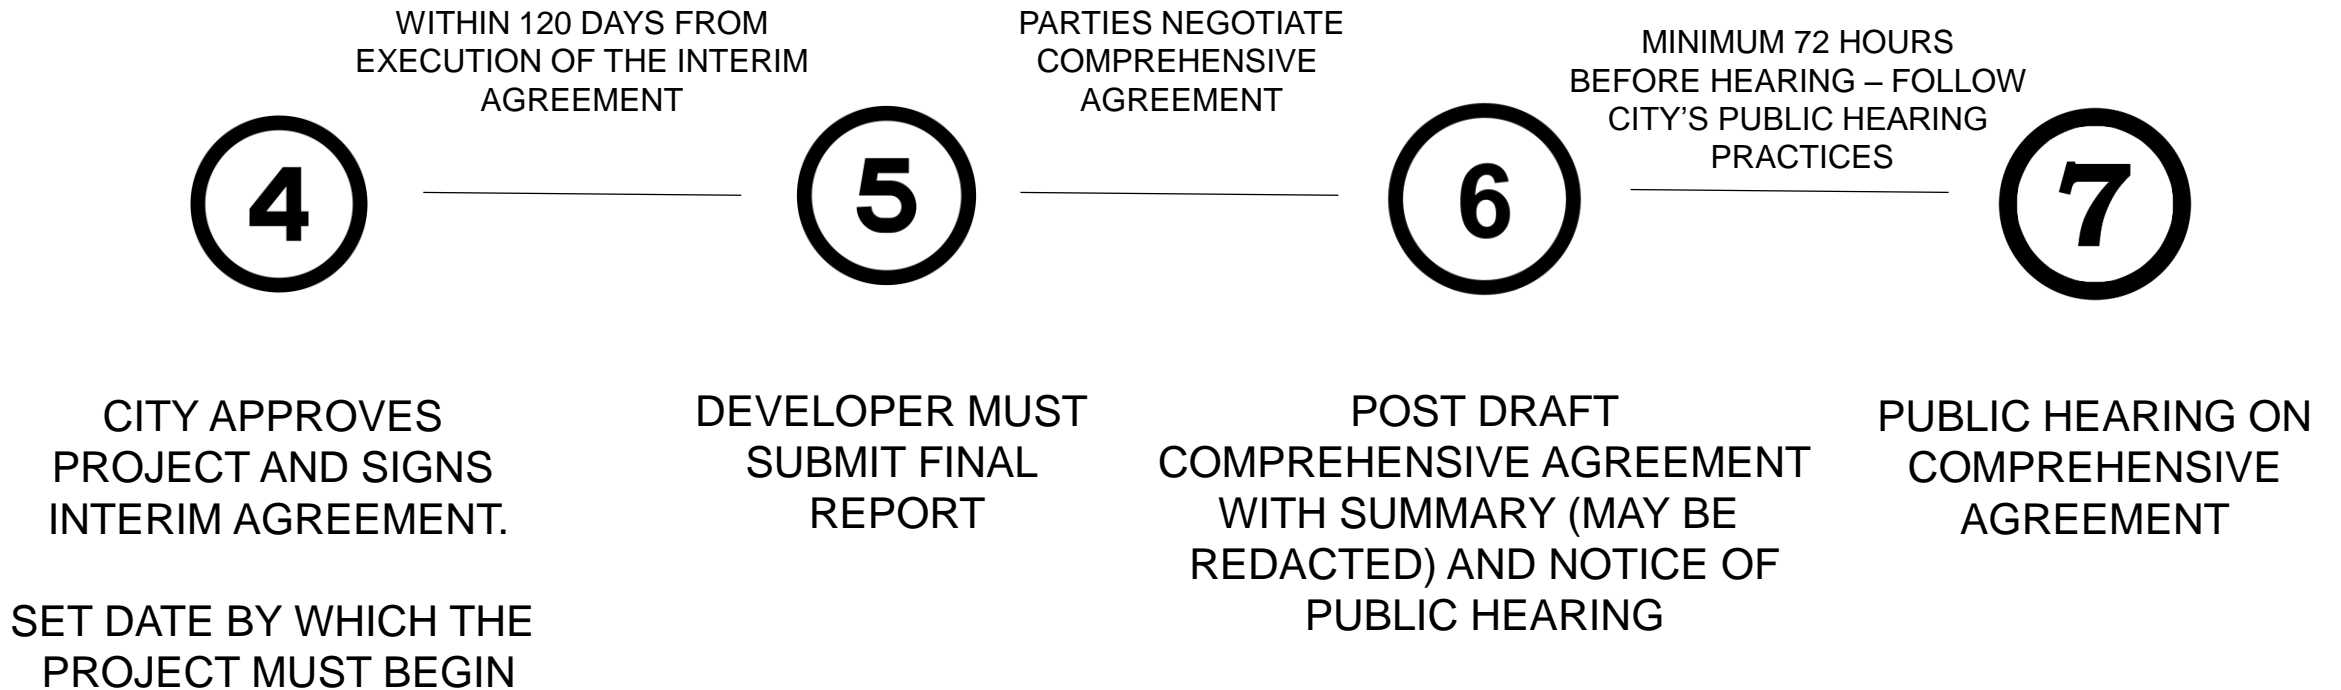 WITHIN 120 DAYS FROM
EXECUTION OF THE INTERIM
AGREEMENT
PARTIES NEGOTIATE
COMPREHENSIVE
AGREEMENT
MINIMUM 72 HOURS
BEFORE HEARING – FOLLOW
CITY’S PUBLIC HEARING
PRACTICES
4
5
6
7
CITY APPROVES
PROJECT AND SIGNS
INTERIM AGREEMENT.
SET DATE BY WHICH THE
PROJECT MUST BEGIN
DEVELOPER MUST
SUBMIT FINAL
REPORT
POST DRAFT
COMPREHENSIVE AGREEMENT
WITH SUMMARY (MAY BE
REDACTED) AND NOTICE OF
PUBLIC HEARING
PUBLIC HEARING ON
COMPREHENSIVE
AGREEMENT